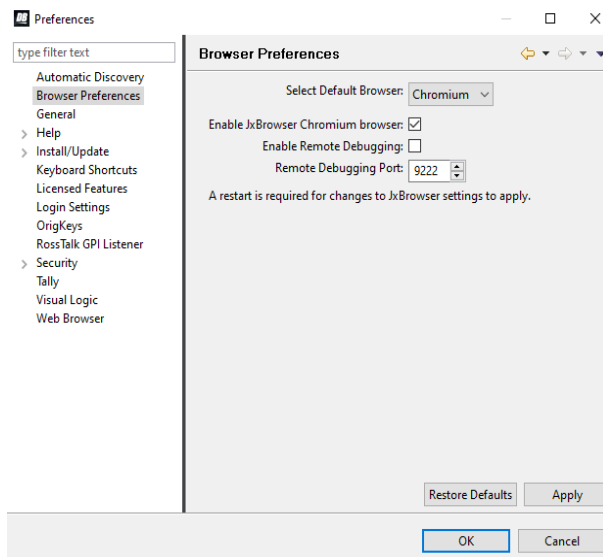 DB Preferences
type filter text
Automatic Discovery
Browser Preferences
General
Help
Install/Update
Keyboard Shortcuts
Licensed Features
Login Settings
OrigKeys
RossTalk GPI Listener
Security
Tally
Visual Logic
Web Browser
Browser Preferences
Select Default Browser: Chromium
Enable JxBrowser Chromium browser:
Enable Remote Debugging:
Remote Debugging Port: 9222
A restart is required for changes to JxBrowser settings to apply.
Restore Defaults Apply
OK Cancel